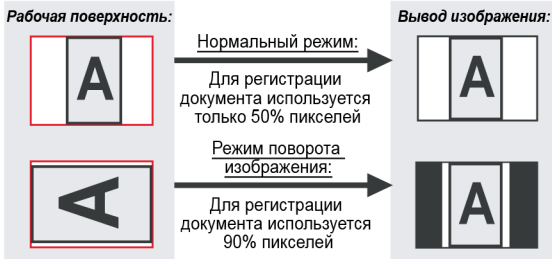 Рабочая поверхность:
Вывод изображения:
Нормальный режим:
А
А
Для регистрации
документа используется
только 50% пикселей
Режим поворота
изображения:
А
А
Для регистрации
документа используется
90% пикселей